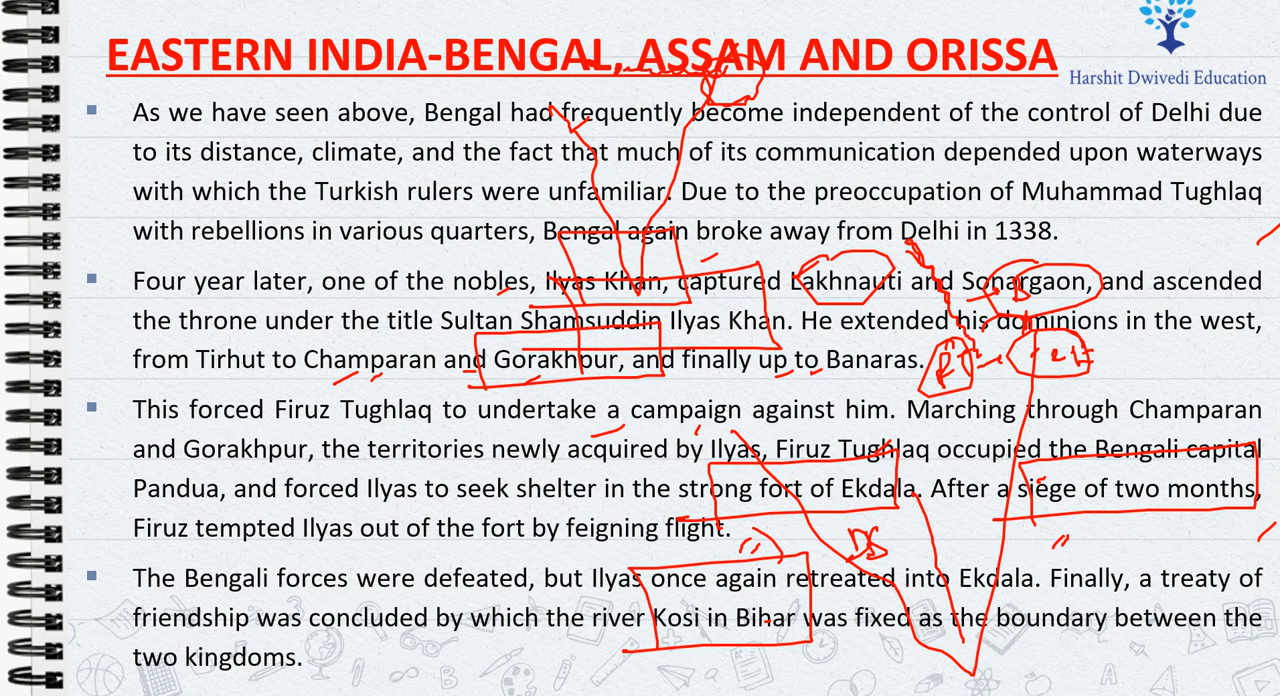 EASTERN INDIA-BENGAL, ASSAM AND ORISSA
Harshit Dwivedi Education
As we have seen above, Bengal had frequently become independent of the control of Delhi due
to its distance, climate, and the fact that much of its communication depended upon waterways
with which the Turkish rulers were unfamiliar. Due to the preoccupation of Muhammad Tughlaq
with rebellions in various quarters, Bengal again broke away from Delhi in 1338.
Four year later, one of the nobles, Ilyas Khan, captured Lakhnauti and Sonargaon, and ascended
the throne under the title Sultan Shamsuddin Ilyas Khan. He extended his dominions in the west,
from Tirhut to Champaran and Gorakhpur, and finally up to Banaras.
This forced Firuz Tughlaq to undertake a campaign against him. Marching through Champaran
and Gorakhpur, the territories newly acquired by Ilyas, Firuz Tughlaq occupied the Bengali capital
Pandua, and forced Ilyas to seek shelter in the strong fort of Ekdala. After a siege of two months,
Firuz tempted Ilyas out of the fort by feigning flight.
The Bengali forces were defeated, but Ilyas once again retreated into Ekdala. Finally, a treaty of
friendship was concluded by which the river Kosi in Bihar was fixed as the boundary between the
two kingdoms.